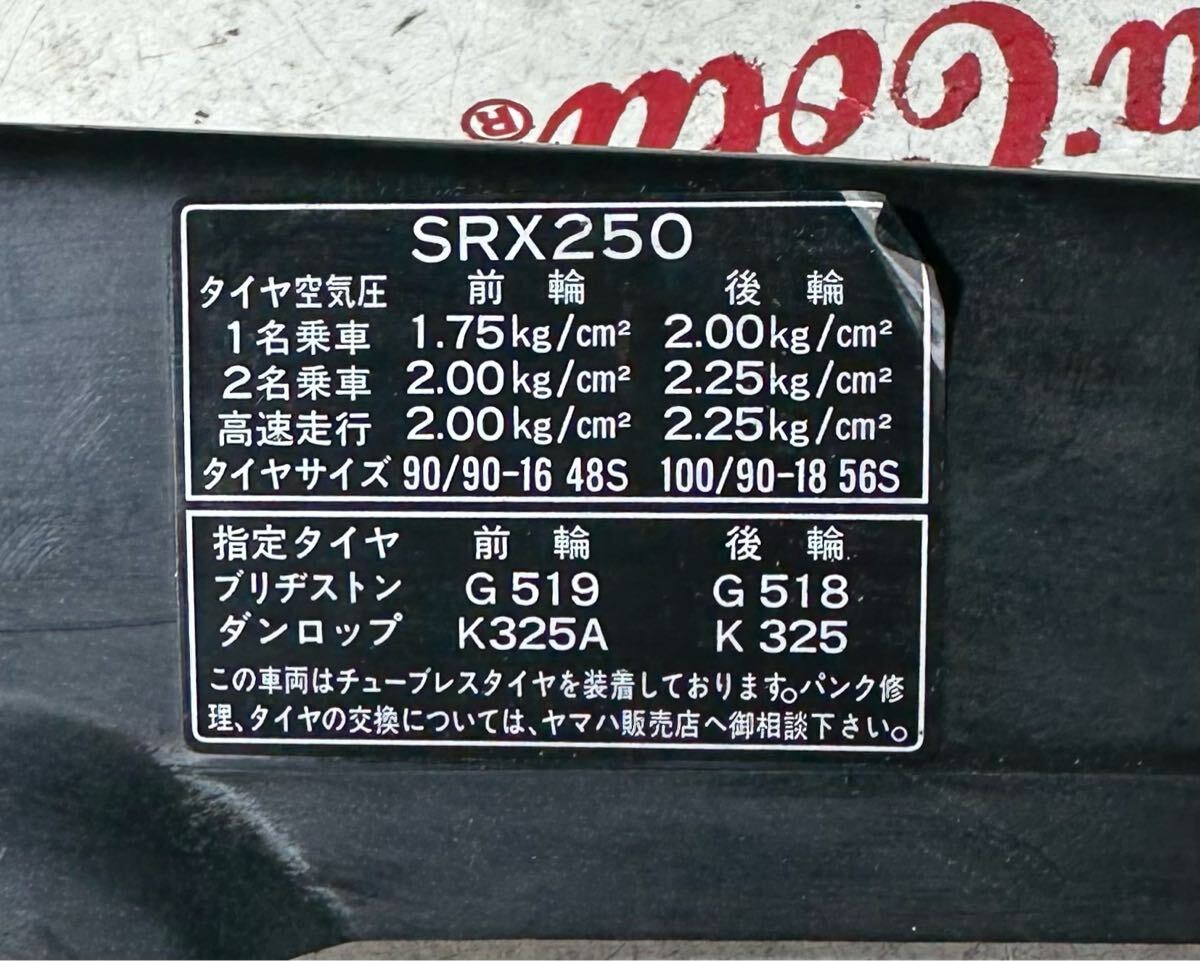 a-Cola®
SRX250
タイヤ空気圧 前輪 後輪
1名乗車 1.75kg/cm² 2.00kg/cm²
2名乗車 2.00kg/cm² 2.25kg/cm²
高速走行 2.00kg/cm² 2.25kg/cm²
タイヤサイズ 90/90-16 48S 100/90-18 56S
指定タイヤ 前輪 後輪
ブリヂストン G519 G518
ダンロップ K325A K325
この車両はチューブレスタイヤを装着しております。パンク修
理、タイヤの交換については、ヤマハ販売店へ御相談下さい。